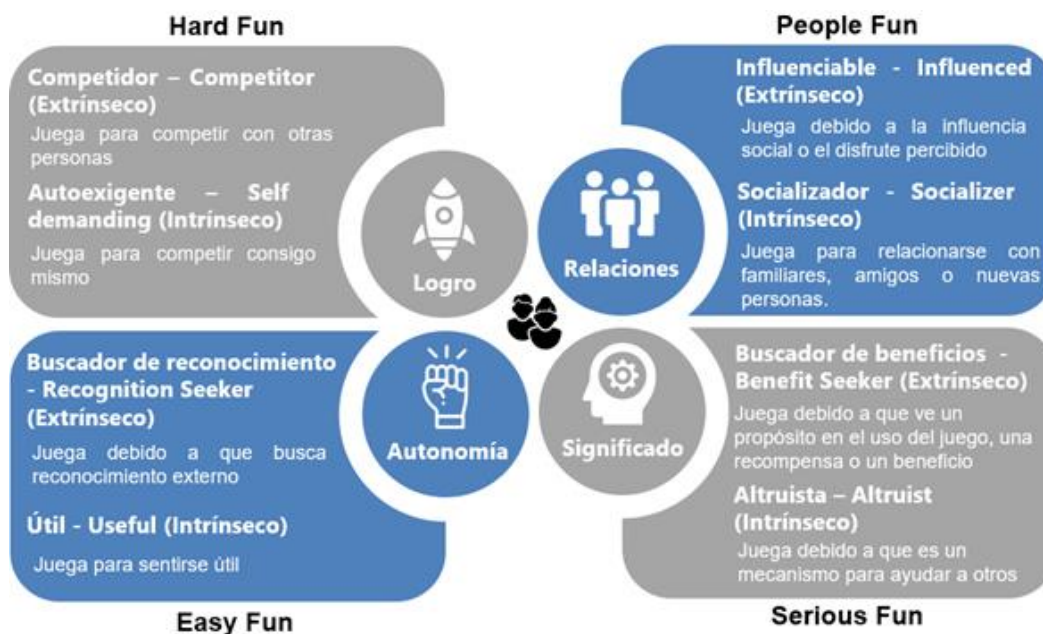 Hard Fun
Competidor – Competitor
(Extrínseco)
Juega para competir con otras
personas
Autoexigente – Self
demanding (Intrínseco)
Juega para competir consigo
mismo
Logro
People Fun
Influenciable - Influenced
(Extrínseco)
Juega debido a la influencia
social o el disfrute percibido
Socializador - Socializer
(Intrínseco)
Juega para relacionarse con
familiares, amigos o nuevas
personas.
Relaciones
Buscador de reconocimiento
- Recognition Seeker
(Extrínseco)
Juega debido a que busca
reconocimiento externo
Útil - Useful (Intrínseco)
Juega para sentirse útil
Autonomía
Easy Fun
Significado
Buscador de beneficios -
Benefit Seeker (Extrínseco)
Juega debido a que ve un
propósito en el uso del juego, una
recompensa o un beneficio
Altruista – Altruist
(Intrínseco)
Juega debido a que es un
mecanismo para ayudar a otros
Serious Fun